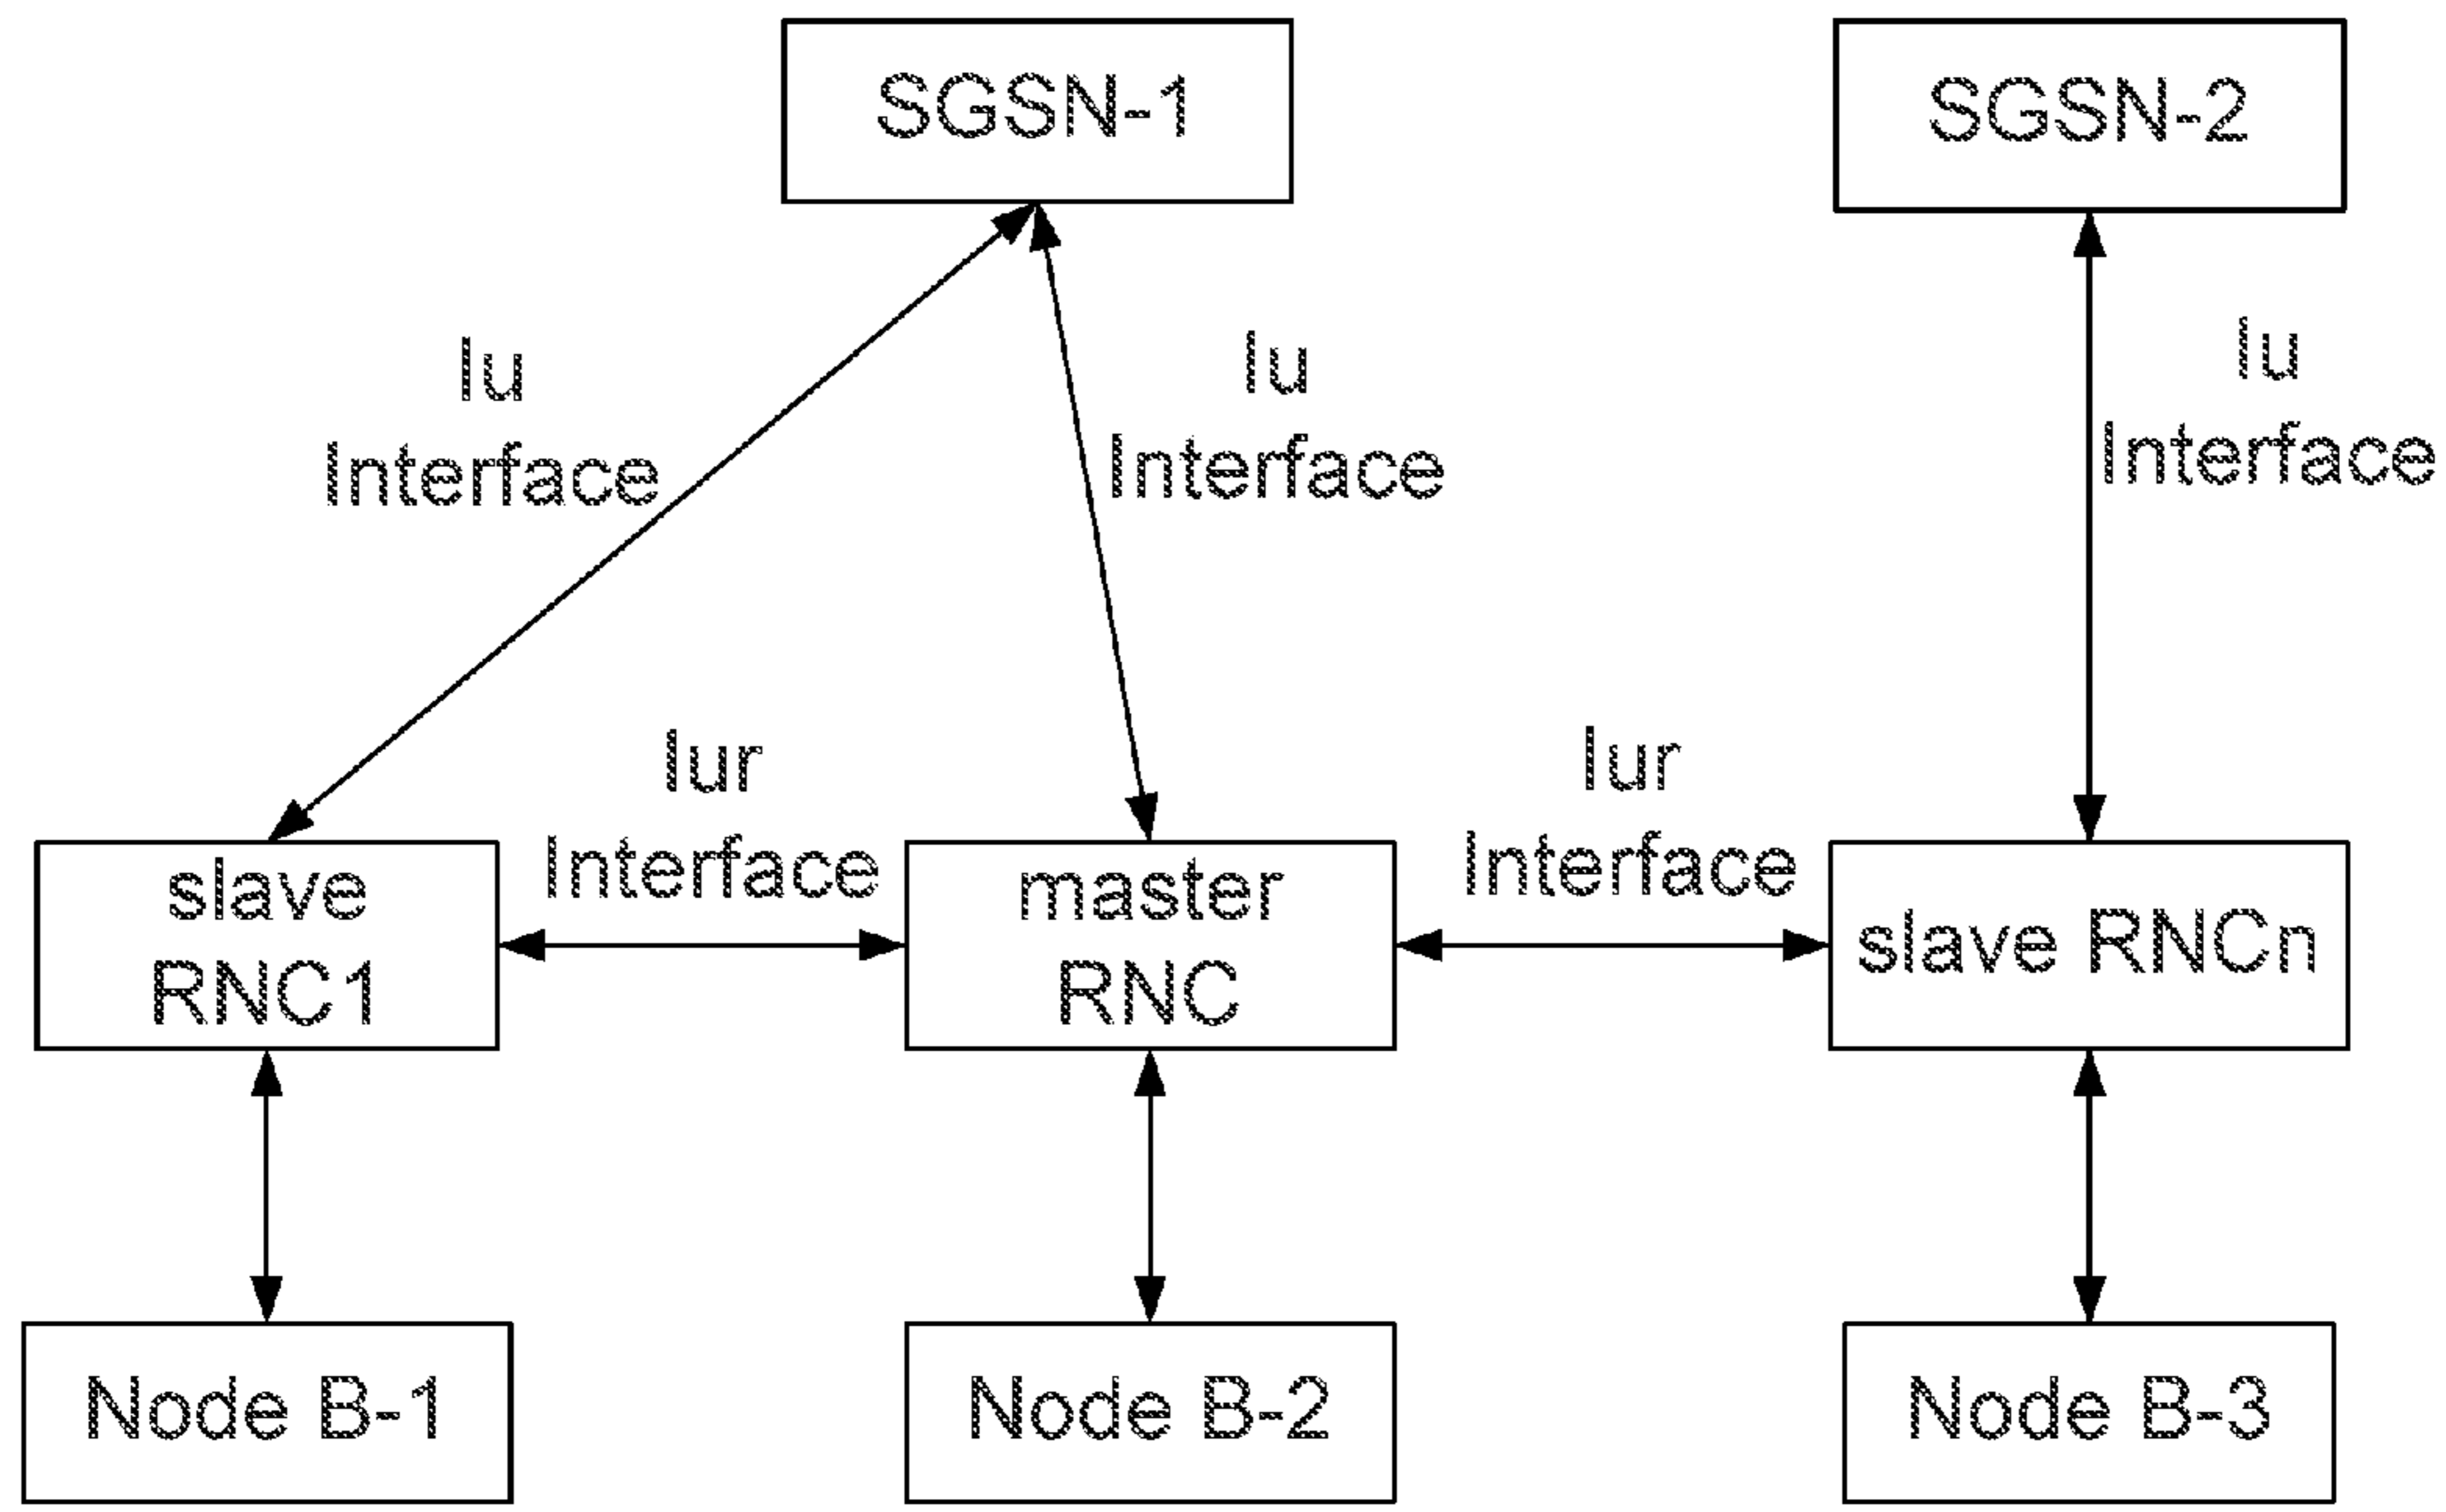 SGSN-1
SGSN-2
Iu
Interface
Iu
Interface
Iu
Interface
Iur
Interface
Iur
Interface
slave
RNC1
master
RNC
slave RNCn
Node B-1
Node B-2
Node B-3